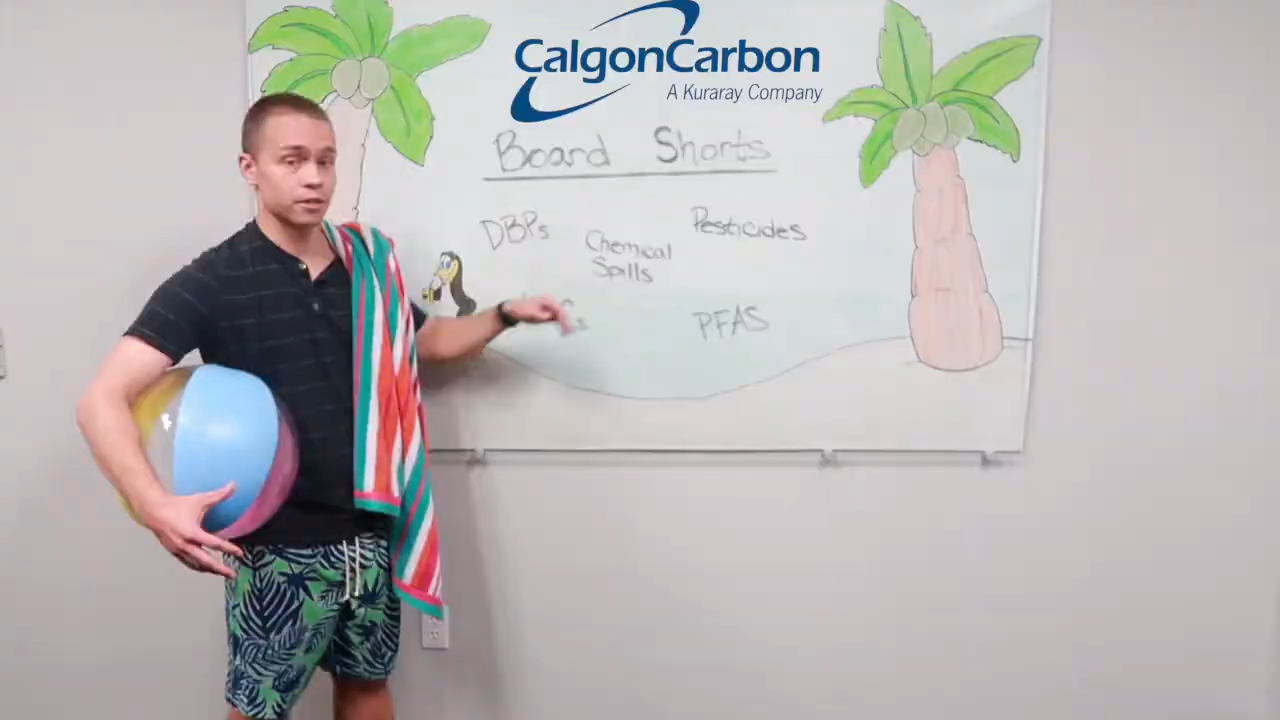 CalgonCarbon
A Kuraray Company
Board Shorts
DBPs
Pesticides
Chemical
Spills
PFAS